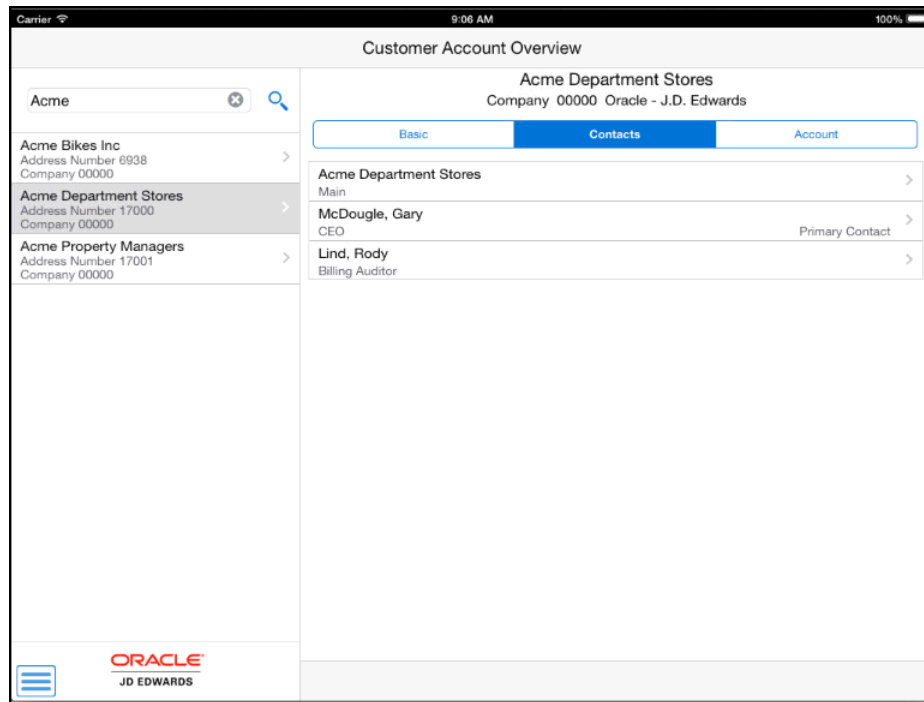 Carrier
9:06 AM
100%
Customer Account Overview
Acme
Acme Bikes Inc
Address Number 6938
Company 00000
Acme Department Stores
Address Number 17000
Company 00000
Acme Property Managers
Address Number 17001
Company 00000
ORACLE®
JD EDWARDS
Acme Department Stores
Company 00000 Oracle - J.D. Edwards
Basic
Contacts
Account
Acme Department Stores
Main
McDougle, Gary
CEO
Primary Contact
Lind, Rody
Billing Auditor